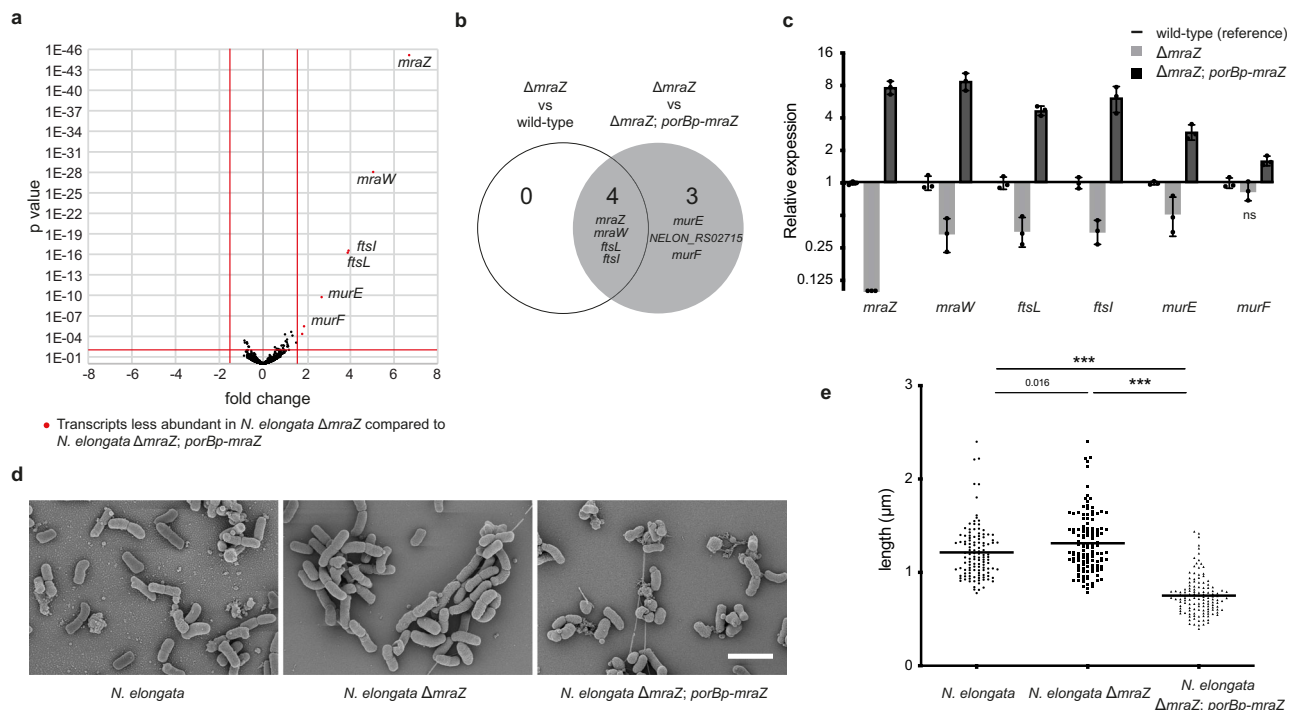 a
1E-46
1E-43
1E-40
1E-37
1E-34
1E-31
1E-28
1E-25
1E-22
1E-19
1E-16
1E-13
1E-10
1E-07
1E-04
1E-01
p value
-8
-6
-4
-2
0
2
4
6
8
fold change
mraZ
mraW
ftsI
ftsL
murE
murF
Transcripts less abundant in N. elongata ΔmraZ compared to
N. elongata ΔmraZ; porBp-mraZ
b
ΔmraZ
vs
wild-type
ΔmraZ
vs
ΔmraZ; porBp-mraZ
0
4
mraZ
mraW
ftsL
ftsI
3
murE
NELON_RS02715
murF
c
wild-type (reference)
ΔmraZ
ΔmraZ; porBp-mraZ
Relative expession
16
8
4
2
1
0.25
0.125
ns
mraZ
mraW
ftsL
ftsI
murE
murF
d
N. elongata
N. elongata ΔmraZ
N. elongata ΔmraZ; porBp-mraZ
e
***
0.016
***
length (µm)
3
2
1
0
N. elongata
N. elongata ΔmraZ
N. elongata
ΔmraZ; porBp-mraZ